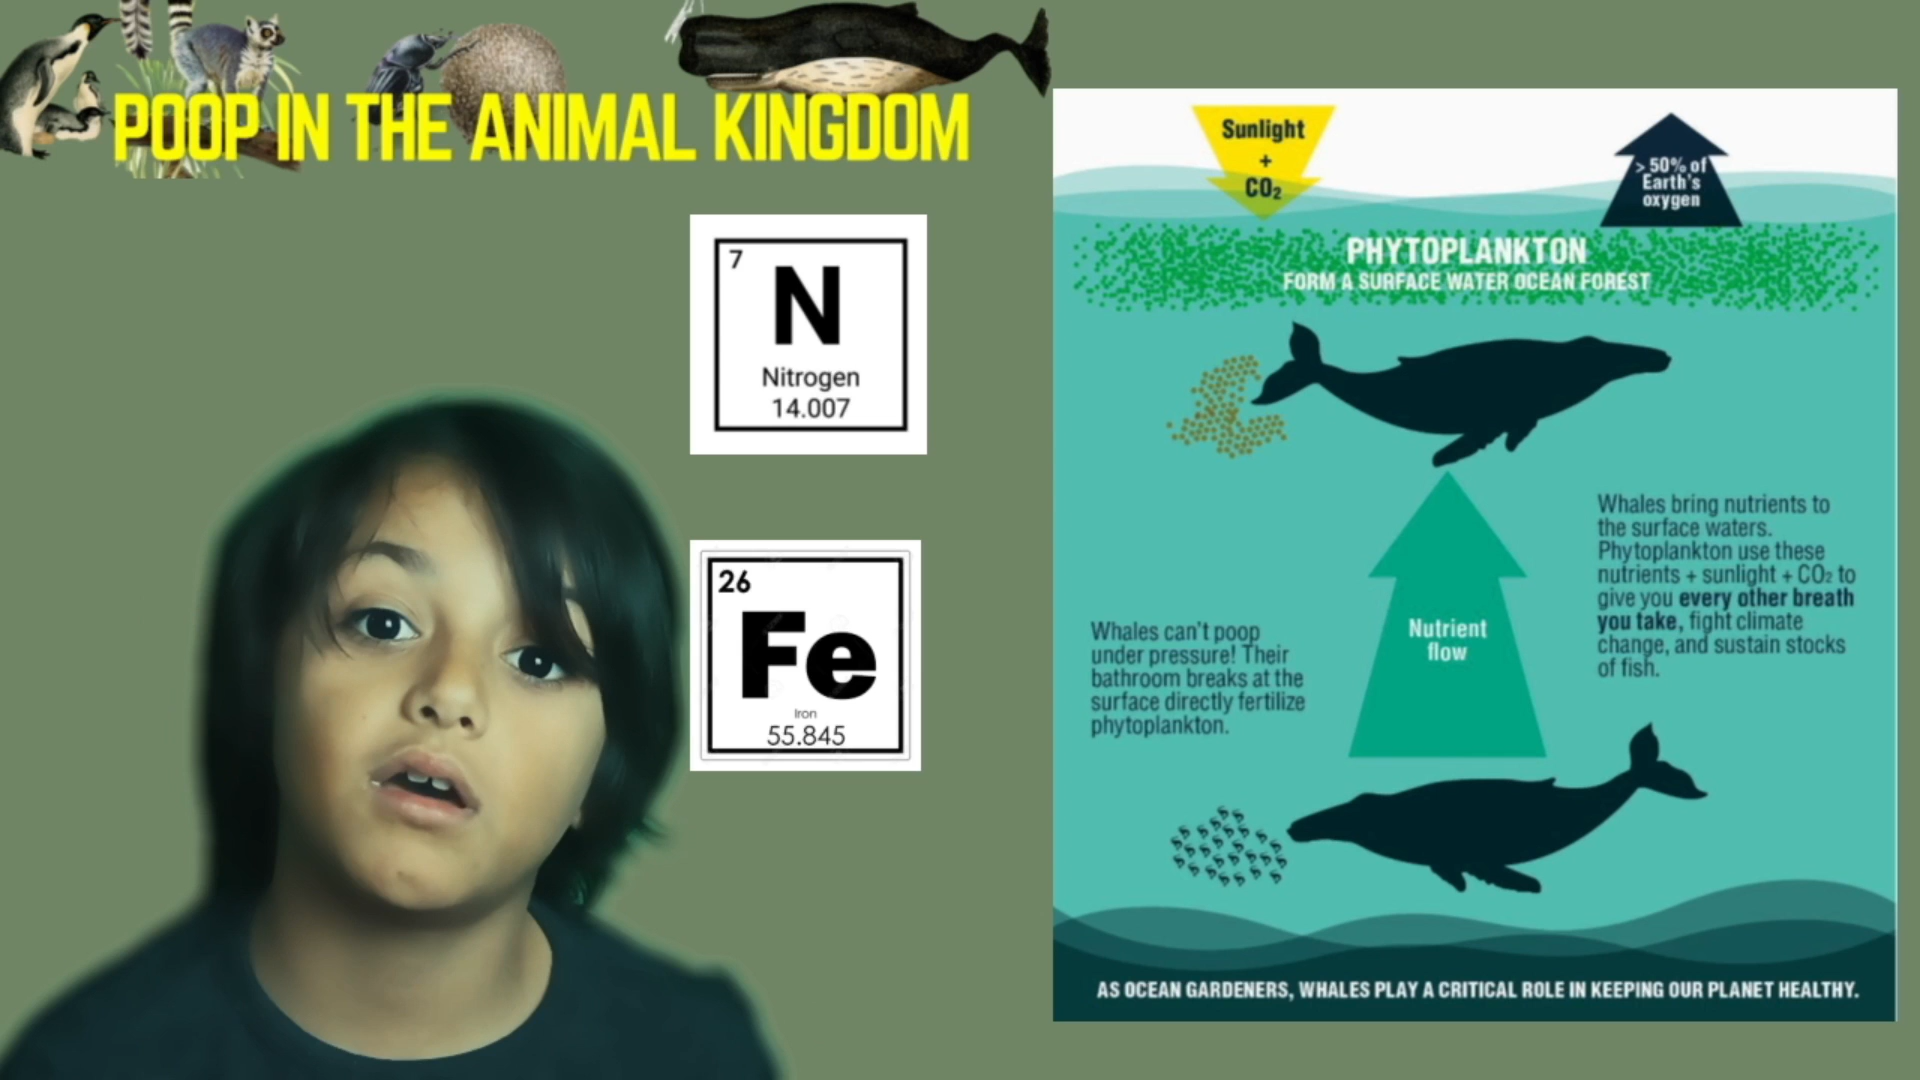 POOP IN THE ANIMAL KINGDOM
7
N
Nitrogen
14.007
26
Fe
Iron
55.845
Sunlight
+
CO₂
> 50% of
Earth's
oxygen
PHYTOPLANKTON
FORM A SURFACE WATER OCEAN FOREST
Whales bring nutrients to
the surface waters.
Phytoplankton use these
nutrients + sunlight + CO₂ to
give you every other breath
you take, fight climate
change, and sustain stocks
of fish.
Whales can't poop
under pressure! Their
bathroom breaks at the
surface directly fertilize
phytoplankton.
Nutrient
flow
AS OCEAN GARDENERS, WHALES PLAY A CRITICAL ROLE IN KEEPING OUR PLANET HEALTHY.